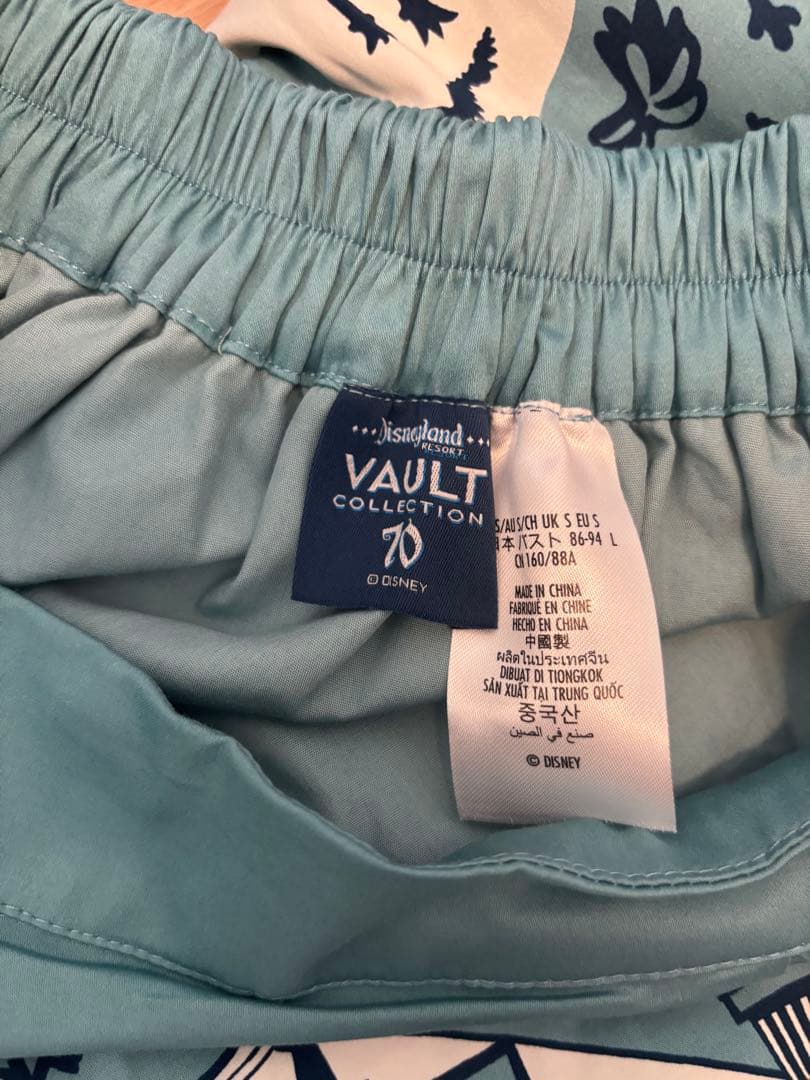 Disneyland
RESORT
VAULT
COLLECTION
70
© DISNEY
S/AU S/CH UK S EU S
本 バスト 86-94 L
CN 160/88A
MADE IN CHINA
FABRIQUÉ EN CHINE
HECHO EN CHINA
中國製
ผลิตในประเทศจีน
DIBUAT DI TIONGKOK
SẢN XUẤT TẠI TRUNG QUỐC
중국산
صنع في الصين
© DISNEY